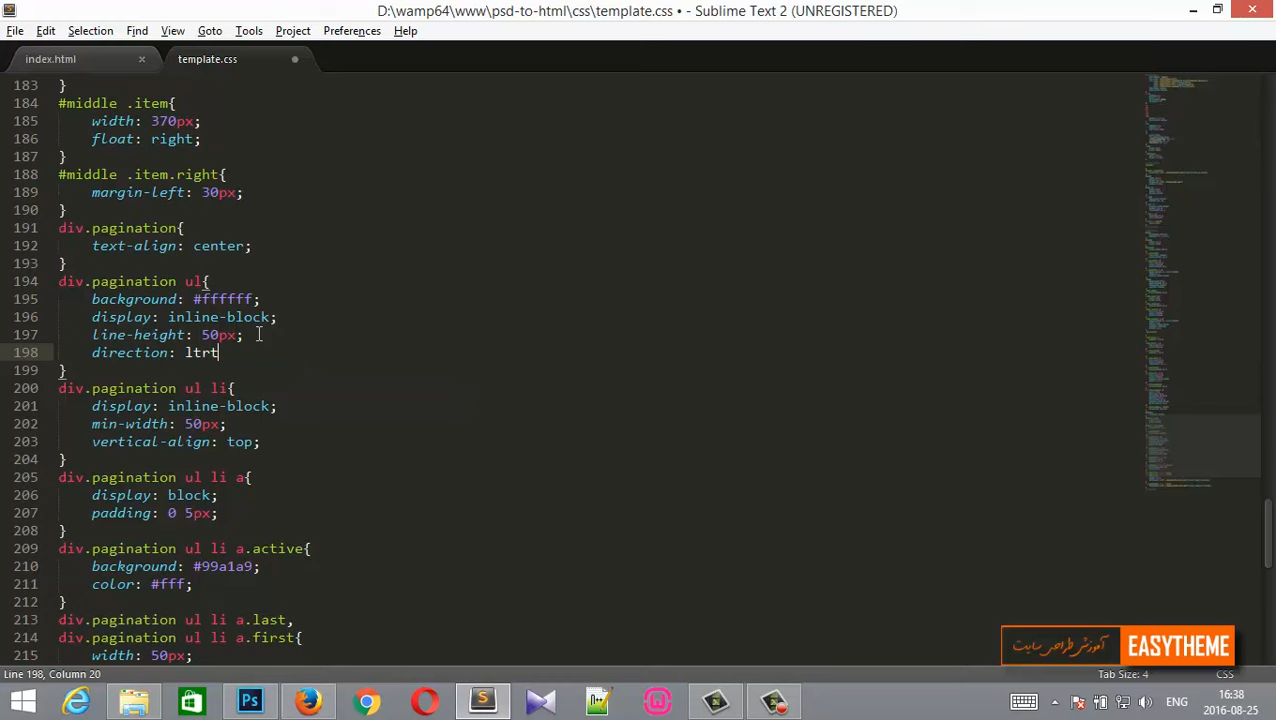 D:\wamp64\www\psd-to-html\css\template.css • - Sublime Text 2 (UNREGISTERED)
File Edit Selection Find View Goto Tools Project Preferences Help
index.html × template.css
183 }
184 #middle .item{
185 width: 370px;
186 float: right;
187 }
188 #middle .item.right{
189 margin-left: 30px;
190 }
191 div.pagination{
192 text-align: center;
193 }
194 div.pagination ul{
195 background: #ffffff;
196 display: inline-block;
197 line-height: 50px;
198 direction: ltrt
199 }
200 div.pagination ul li{
201 display: inline-block;
202 min-width: 50px;
203 vertical-align: top;
204 }
205 div.pagination ul li a{
206 display: block;
207 padding: 0 5px;
208 }
209 div.pagination ul li a.active{
210 background: #99a1a9;
211 color: #fff;
212 }
213 div.pagination ul li a.last,
214 div.pagination ul li a.first{
215 width: 50px;
آموزش طراحی سایت EASYTHEME
Line 198, Column 20 Tab Size: 4 CSS
Ps S W ENG 16:38
2016-08-25